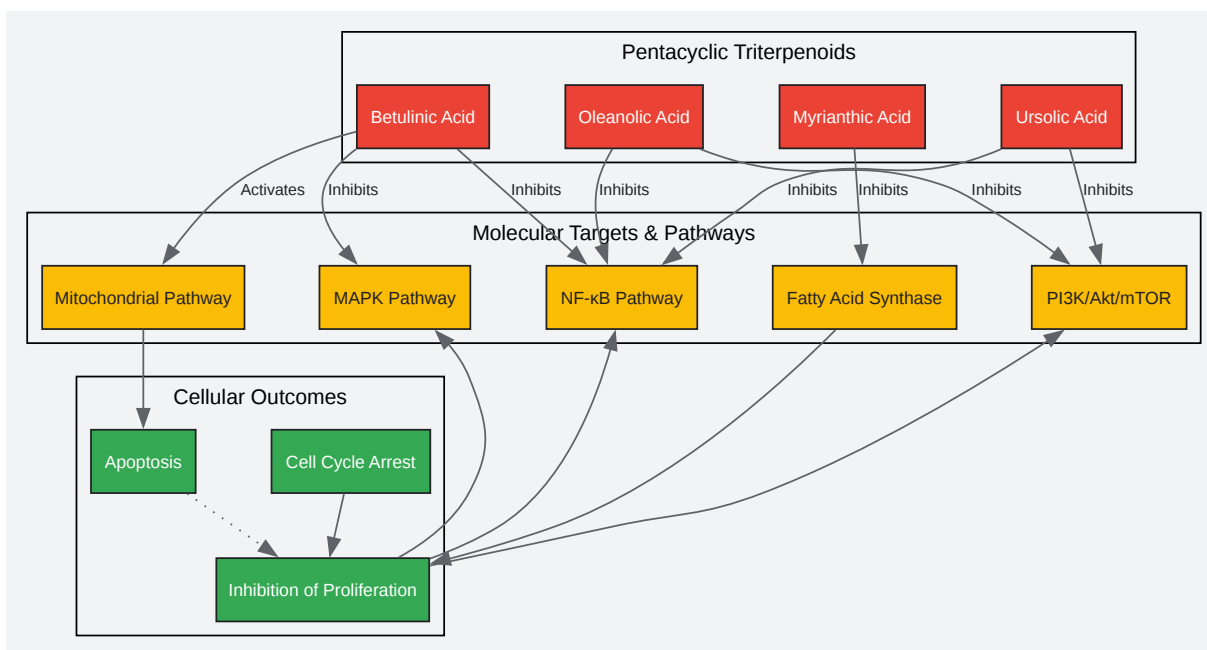 Pentacyclic Triterpenoids
Betulinic Acid
Oleanolic Acid
Myrianthic Acid
Ursolic Acid
Activates
Inhibits
Inhibits
Inhibits
Inhibits
Inhibits
Inhibits
Inhibits
Molecular Targets & Pathways
Mitochondrial Pathway
MAPK Pathway
NF-κB Pathway
Fatty Acid Synthase
PI3K/Akt/mTOR
Cellular Outcomes
Apoptosis
Cell Cycle Arrest
Inhibition of Proliferation